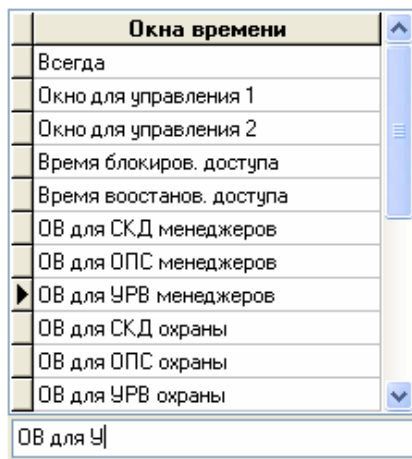 Окна времени
Всегда
Окно для управления 1
Окно для управления 2
Время блокиров. доступа
Время воостанов. доступа
ОВ для СКД менеджеров
ОВ для ОПС менеджеров
ОВ для УРВ менеджеров
ОВ для СКД охраны
ОВ для ОПС охраны
ОВ для УРВ охраны
ОВ для У